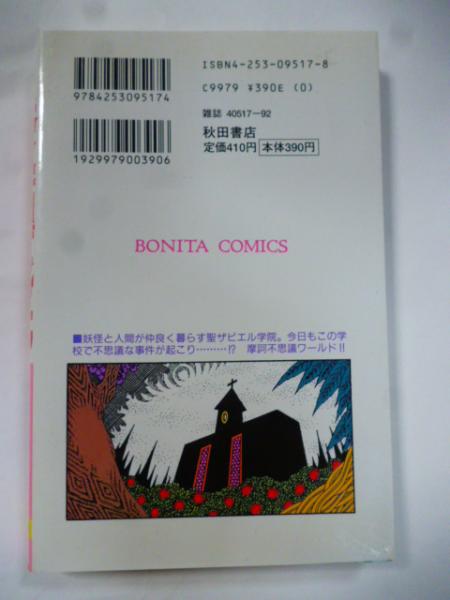 ISBN4-253-09517-8
C9979 ¥390E (0)
9784253095174
雑誌 40517-92
秋田書店
定価410円 本体390円
1929979003906
BONITA COMICS
■妖怪と人間が仲良く暮らす聖ザビエル学院。今日もこの学
校で不思議な事件が起こり………!? 摩訶不思議ワールド!!